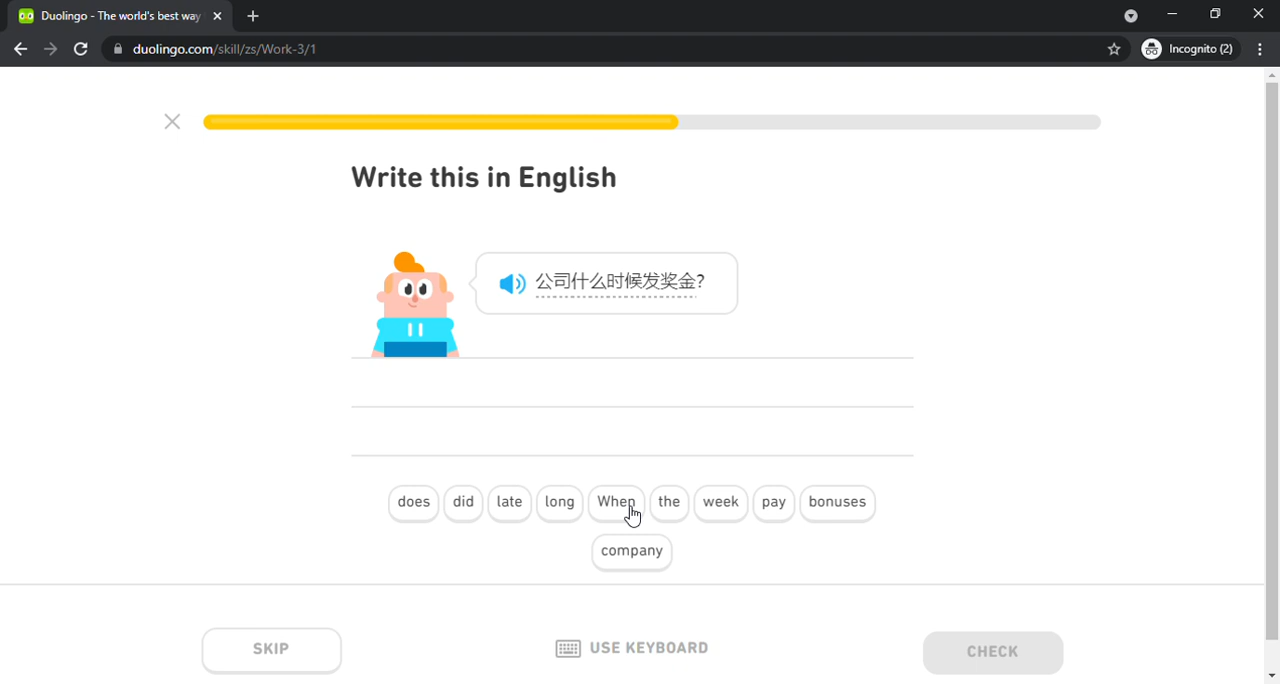 Duolingo - The world's best way
duolingo.com/skill/zs/Work-3/1
Incognito (2)
Write this in English
公司什么时候发奖金?
does did late long When the week pay bonuses
company
SKIP
USE KEYBOARD
CHECK